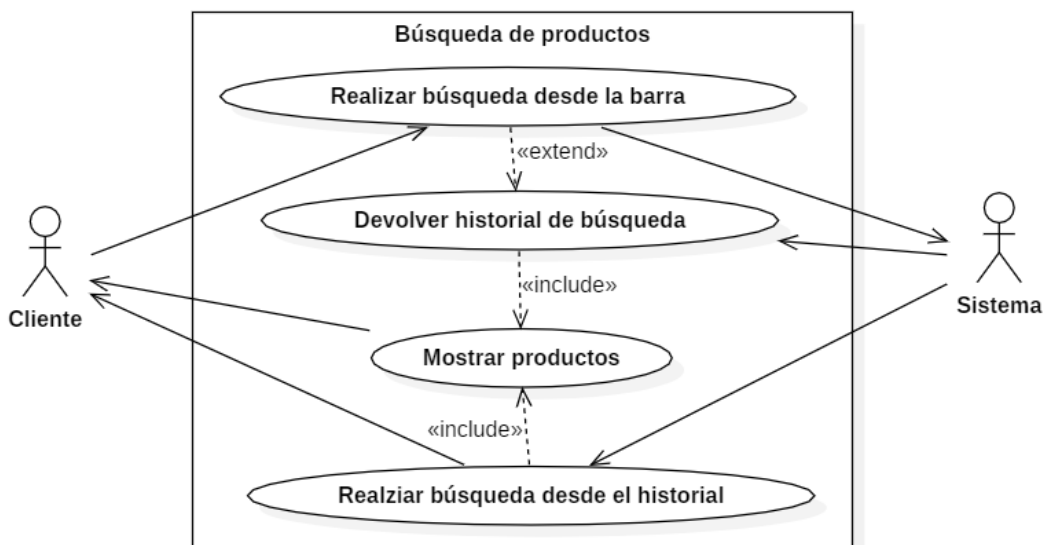 Búsqueda de productos
Realizar búsqueda desde la barra
«extend»
Devolver historial de búsqueda
«include»
Cliente
Sistema
Mostrar productos
«include»
Realziar búsqueda desde el historial